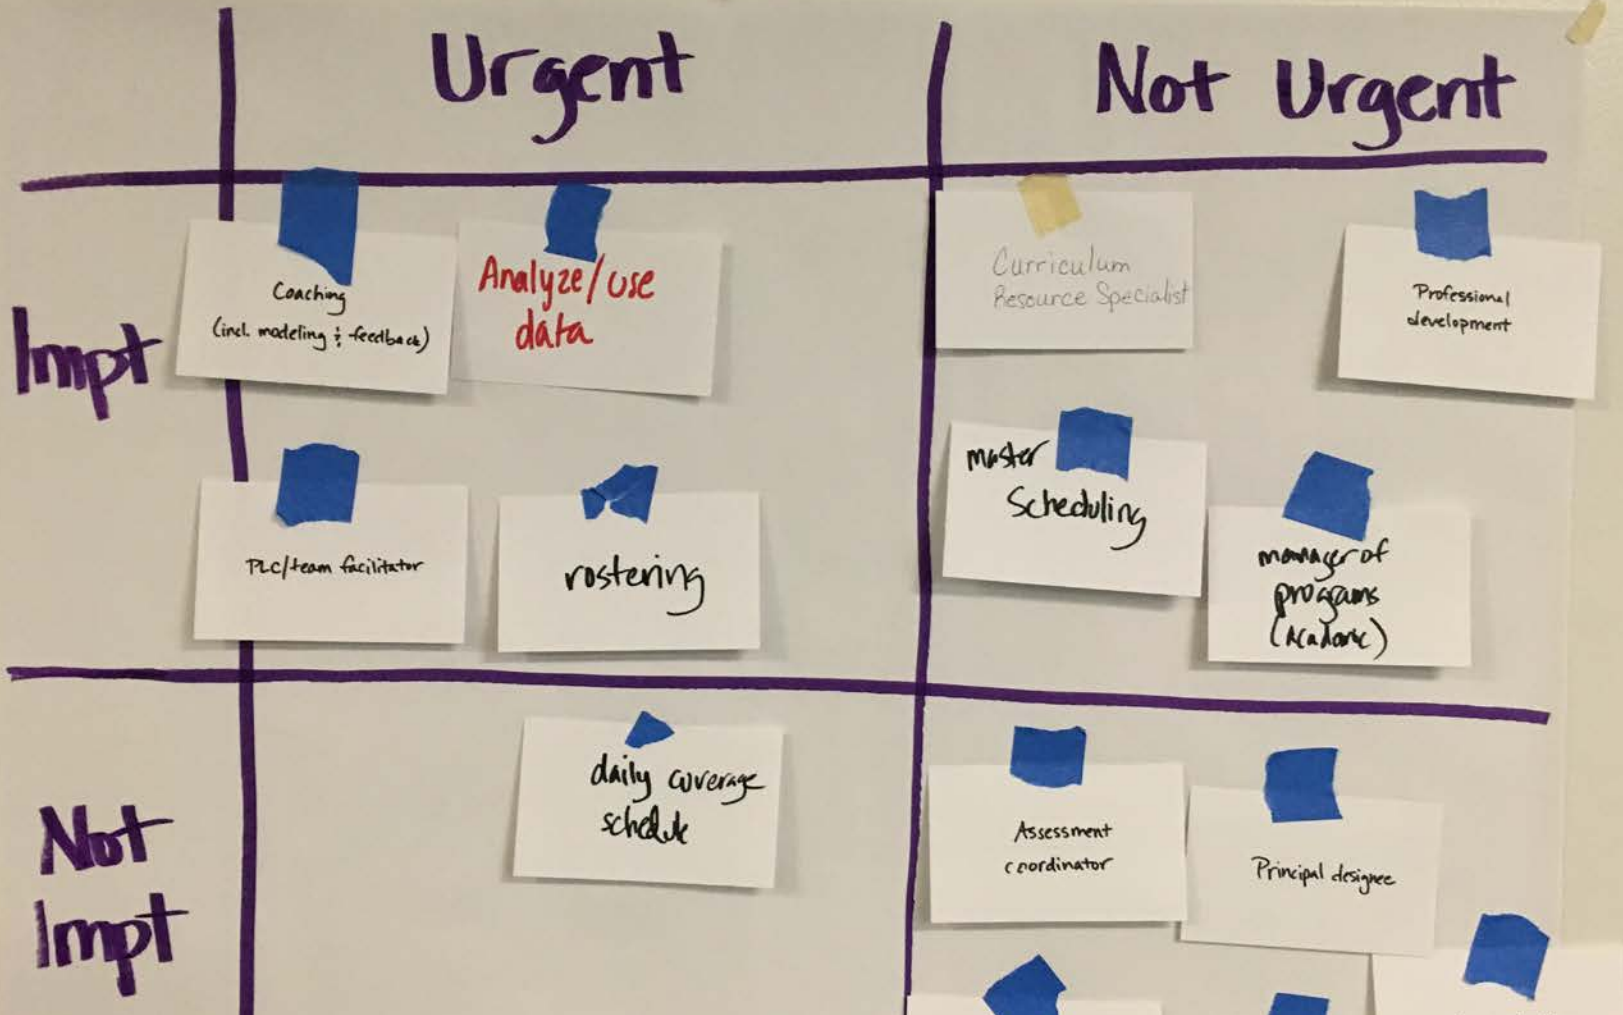 Urgent
Not Urgent
Impt
Coaching
(incl. modeling & feedback)
Analyze/use
data
Curriculum
Resource Specialist
Professional
development
PLC/team facilitator
rostering
master
Scheduling
manager of
programs
(Academic)
Not
Impt
daily coverage
schedule
Assessment
coordinator
Principal designee